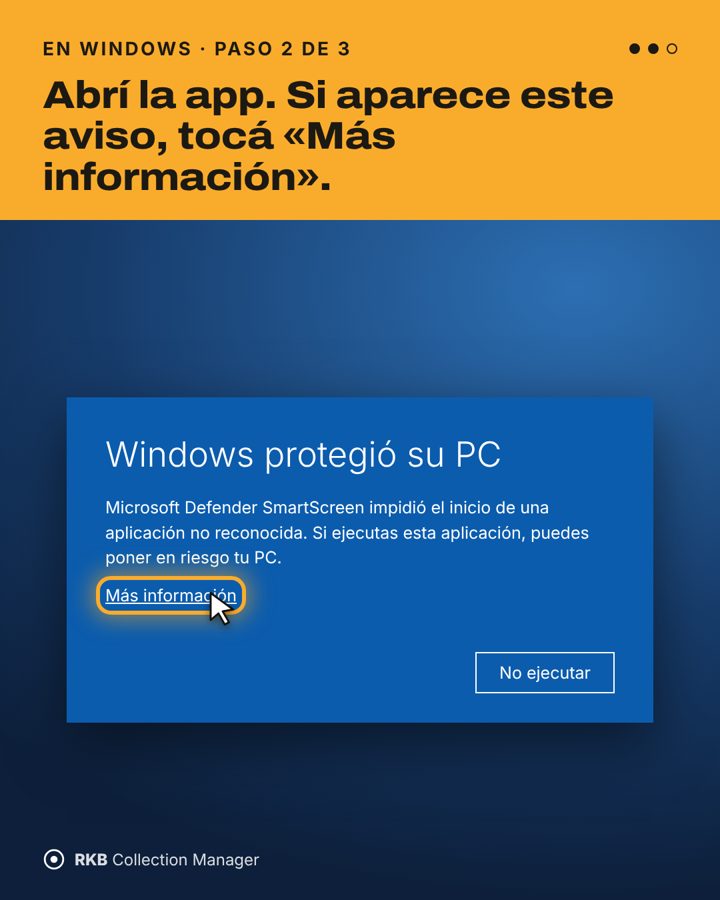 EN WINDOWS · PASO 2 DE 3
Abrí la app. Si aparece este
aviso, tocá «Más
información».
Windows protegió su PC
Microsoft Defender SmartScreen impidió el inicio de una
aplicación no reconocida. Si ejecutas esta aplicación, puedes
poner en riesgo tu PC.
Más información
No ejecutar
RKB Collection Manager